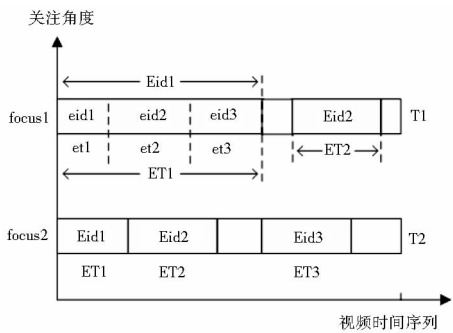 关注角度
Eid1
focus1 eid1 eid2 eid3 Eid2 T1
et1 et2 et3 ET2
ET1
focus2 Eid1 Eid2 Eid3 T2
ET1 ET2 ET3
视频时间序列